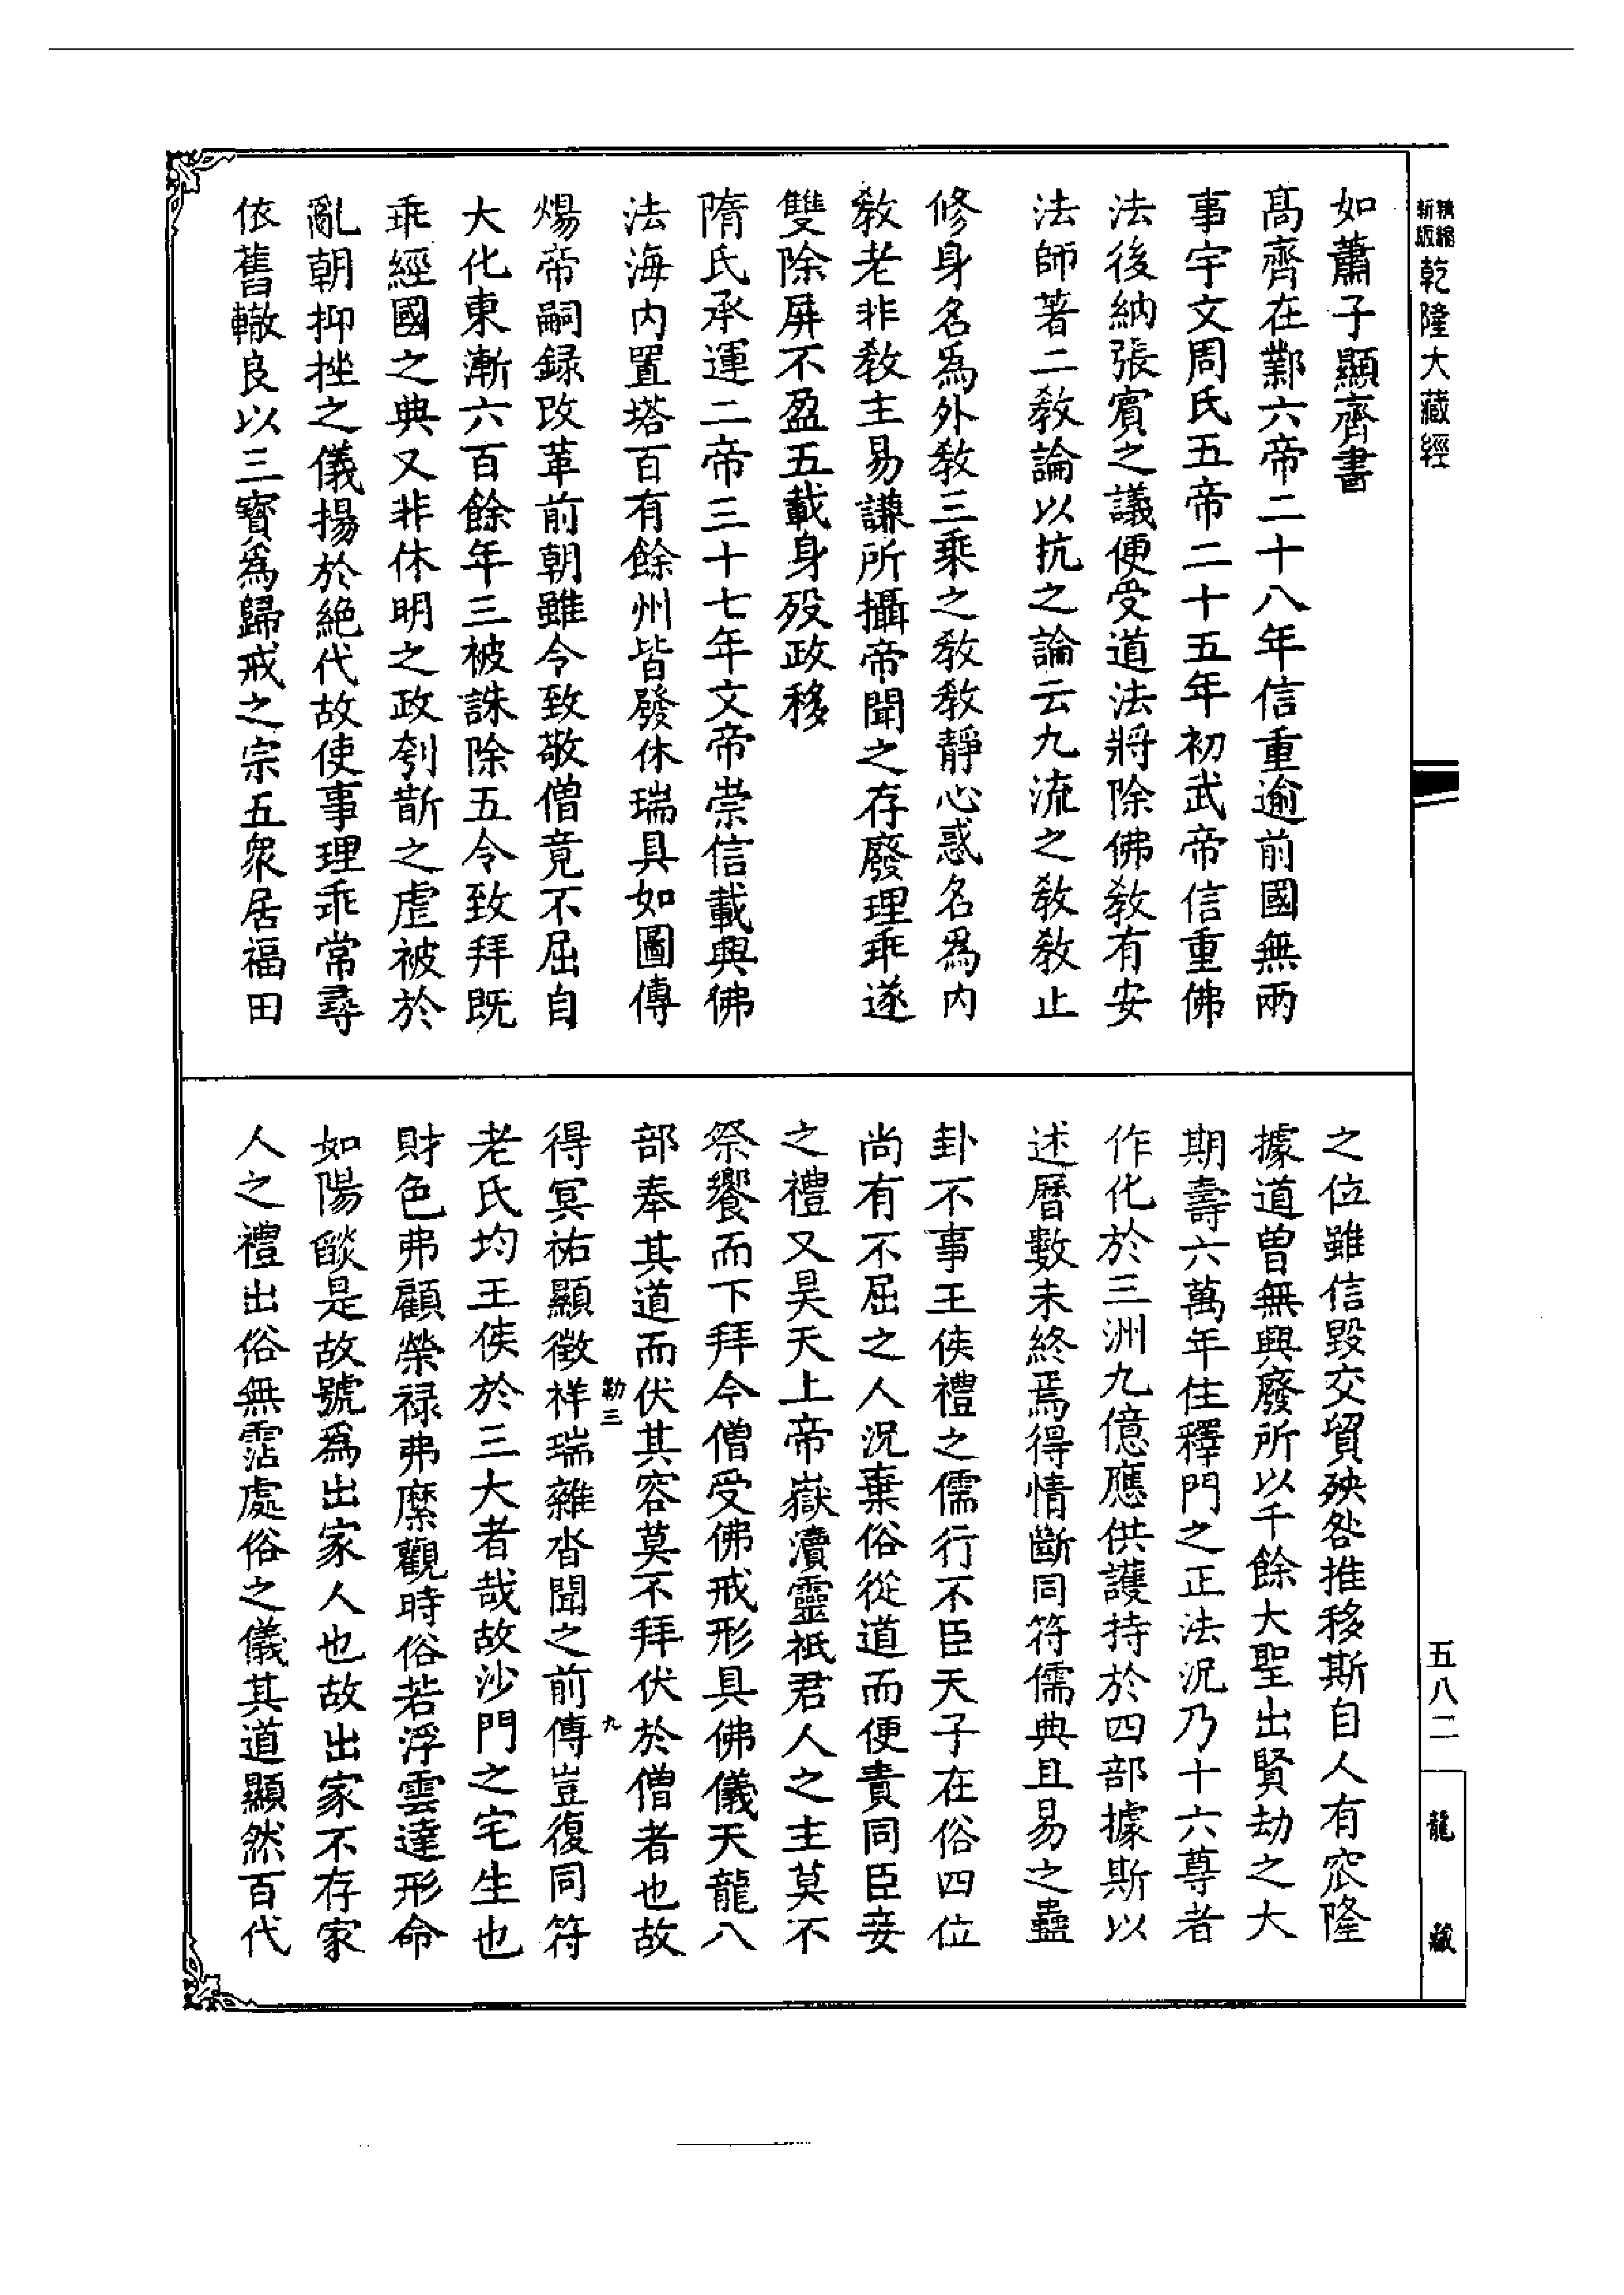 精縮
新版
乾隆大藏經
如蕭子顯齊書
高齊在鄴六帝二十八年信重逾前國無兩
事宇文周氏五帝二十五年初武帝信重佛
法後納張賓之議便受道法將除佛教有安
法師著二教論以抗之論云九流之教教止
修身名為外教三乘之教教靜心惑名為內
教老非教主易謙所攝帝聞之存廢理乖遂
雙除屏不盈五載身歿政移
隋氏承運二帝三十七年文帝崇信載興佛
法海內置塔百有餘州皆發休瑞具如圖傳
煬帝嗣錄改革前朝雖令致敬僧竟不屈自
大化東漸六百餘年三被誅除五令致拜既
乖經國之典又非休明之政刳斮之虐被於
亂朝抑挫之儀揚於絕代故使事理乖常尋
依舊轍良以三寶為歸戒之宗五眾居福田
之位雖信毀交貿殃咎推移斯自人有窊隆
據道曾無興廢所以千餘大聖出賢劫之大
期壽六萬年住釋門之正法況乃十六尊者
作化於三洲九億應供護持於四部據斯以
述曆數未終焉得情斷同符儒典且易之蠱
卦不事王侯禮之儒行不臣天子在俗四位
尚有不屈之人況棄俗從道而便責同臣妾
之禮又昊天上帝嶽瀆靈祇君人之主莫不
祭饗而下拜今僧受佛戒形具佛儀天龍八
部奉其道而伏其容莫不拜伏於僧者也故
得冥祐顯徵祥瑞雜沓聞之前傳豈復同符
老氏均王侯於三大者哉故沙門之宅生也
財色弗顧榮祿弗縻觀時俗若浮雲達形命
如陽燄是故號為出家人也故出家不存家
人之禮出俗無霑處俗之儀其道顯然百代
勒三
九
五八二
龍藏